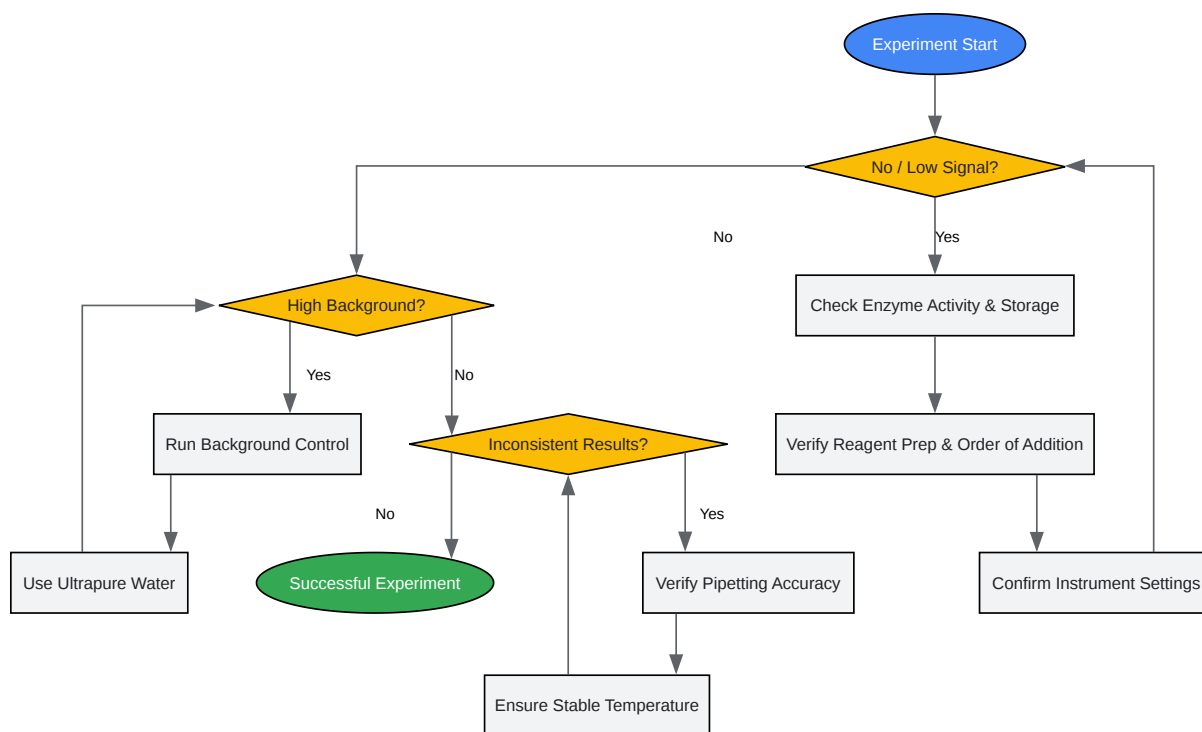 Experiment Start
No / Low Signal?
No
Yes
High Background?
Check Enzyme Activity & Storage
Yes
No
Run Background Control
Inconsistent Results?
Verify Reagent Prep & Order of Addition
No
Yes
Use Ultrapure Water
Successful Experiment
Verify Pipetting Accuracy
Confirm Instrument Settings
Ensure Stable Temperature